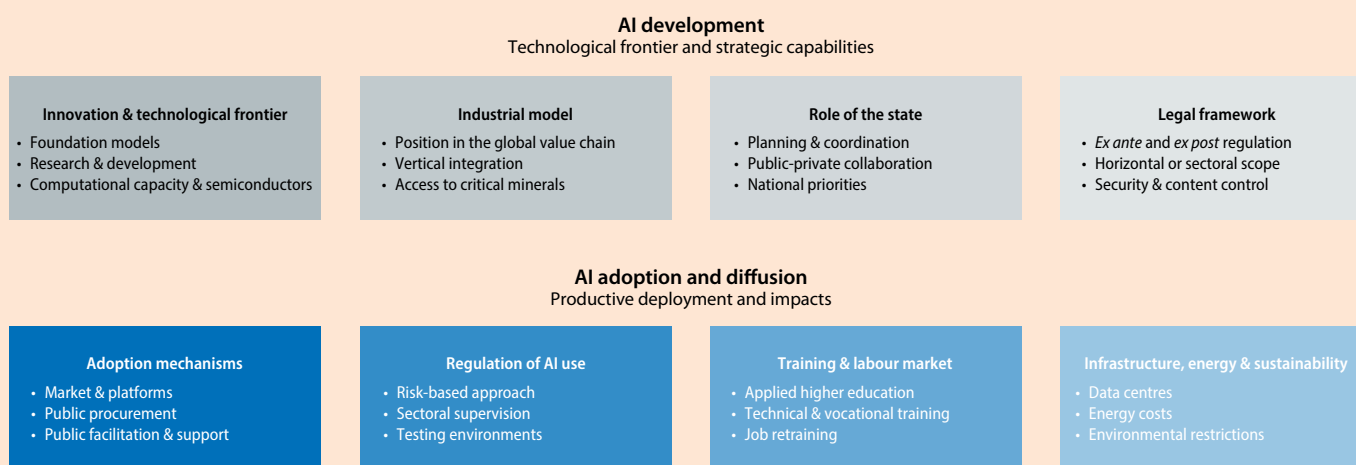 AI development
Technological frontier and strategic capabilities
Innovation & technological frontier
• Foundation models
• Research & development
• Computational capacity & semiconductors
Industrial model
• Position in the global value chain
• Vertical integration
• Access to critical minerals
Role of the state
• Planning & coordination
• Public-private collaboration
• National priorities
Legal framework
• Ex ante and ex post regulation
• Horizontal or sectoral scope
• Security & content control
AI adoption and diffusion
Productive deployment and impacts
Adoption mechanisms
• Market & platforms
• Public procurement
• Public facilitation & support
Regulation of AI use
• Risk-based approach
• Sectoral supervision
• Testing environments
Training & labour market
• Applied higher education
• Technical & vocational training
• Job retraining
Infrastructure, energy & sustainability
• Data centres
• Energy costs
• Environmental restrictions